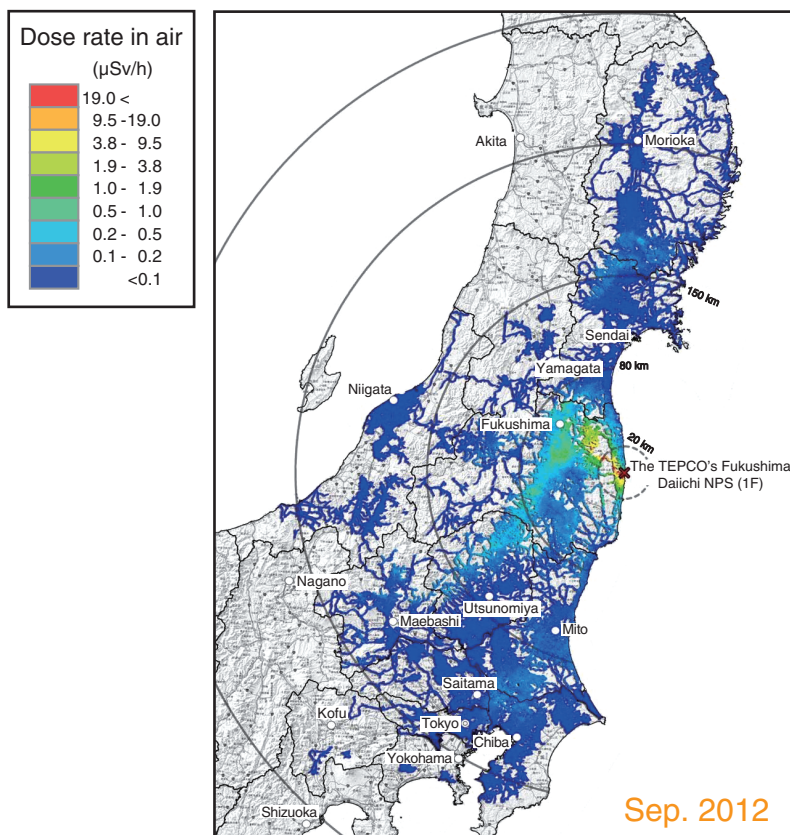 Dose rate in air
(µSv/h)
19.0 <
9.5 -19.0
3.8 - 9.5
1.9 - 3.8
1.0 - 1.9
0.5 - 1.0
0.2 - 0.5
0.1 - 0.2
<0.1
Akita
Morioka
150 km
Sendai
Yamagata
80 km
Niigata
Fukushima
20 km
The TEPCO's Fukushima
Daiichi NPS (1F)
Nagano
Utsunomiya
Maebashi
Mito
Saitama
Kofu
Tokyo
Chiba
Yokohama
Shizuoka
Sep. 2012